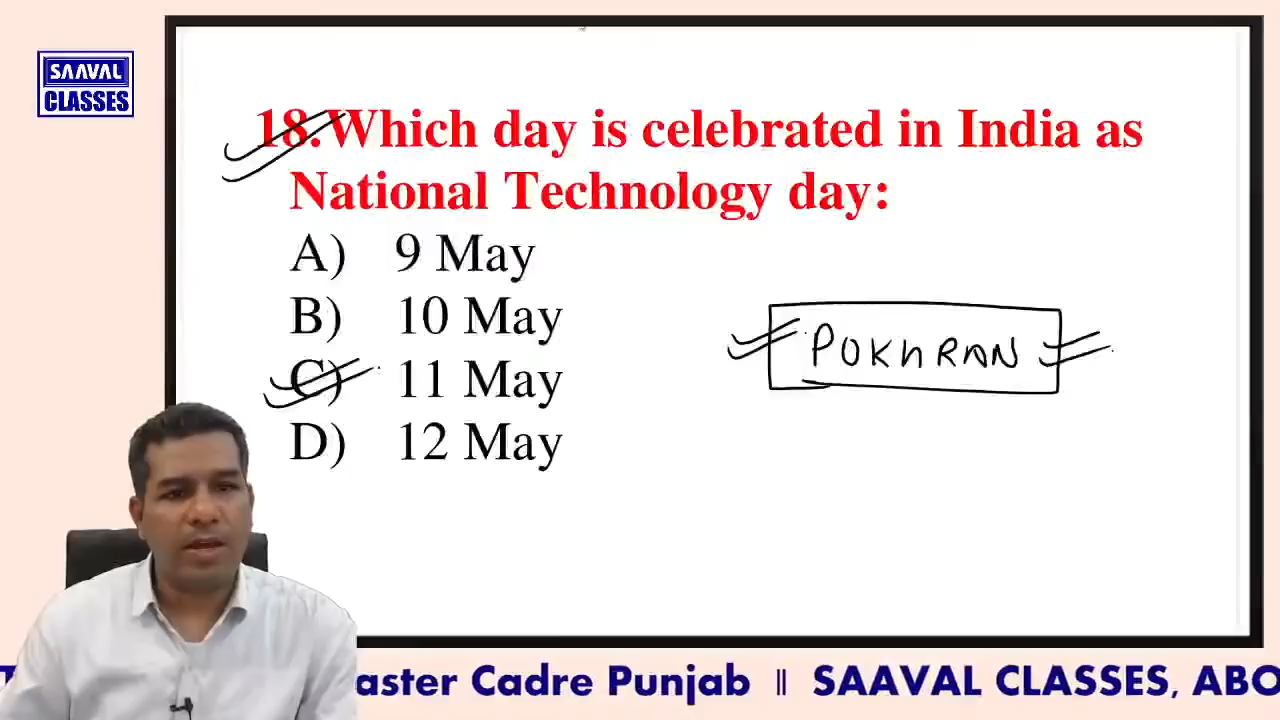 SAAVAL
CLASSES
18.Which day is celebrated in India as
National Technology day:
A) 9 May
B) 10 May
C) 11 May
D) 12 May
POKhRAN
aster Cadre Punjab || SAAVAL CLASSES, ABO